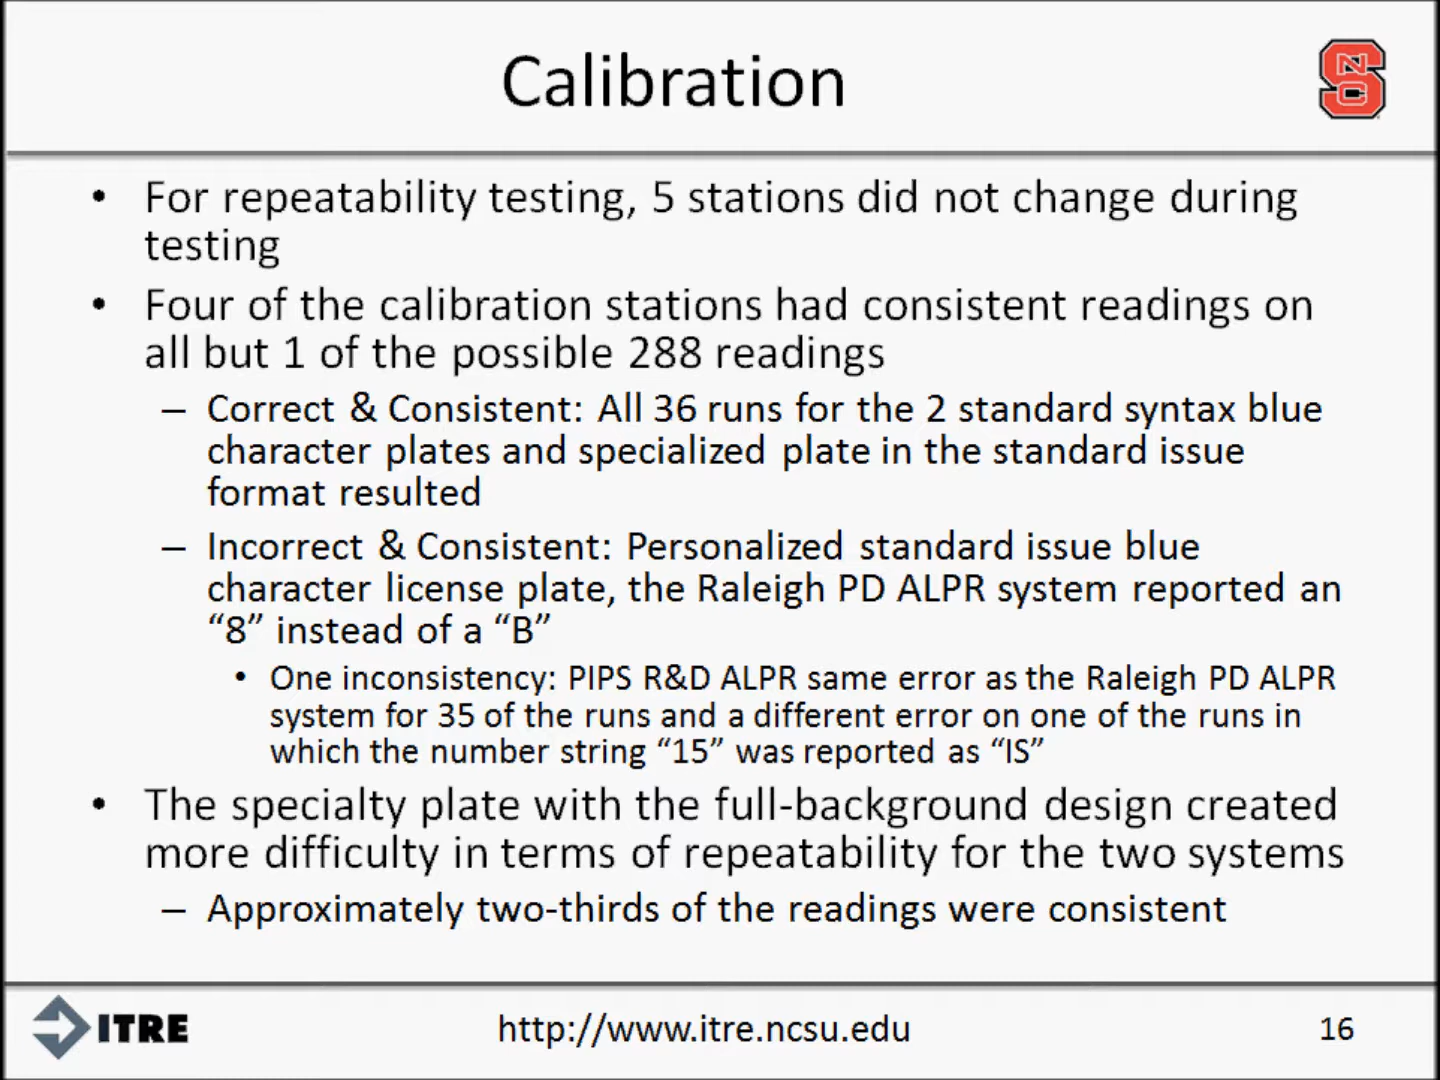 Calibration
NC
S
• For repeatability testing, 5 stations did not change during
testing
• Four of the calibration stations had consistent readings on
all but 1 of the possible 288 readings
– Correct & Consistent: All 36 runs for the 2 standard syntax blue
character plates and specialized plate in the standard issue
format resulted
– Incorrect & Consistent: Personalized standard issue blue
character license plate, the Raleigh PD ALPR system reported an
“8” instead of a “B”
• One inconsistency: PIPS R&D ALPR same error as the Raleigh PD ALPR
system for 35 of the runs and a different error on one of the runs in
which the number string “15” was reported as “IS”
• The specialty plate with the full-background design created
more difficulty in terms of repeatability for the two systems
– Approximately two-thirds of the readings were consistent
ITRE
http://www.itre.ncsu.edu
16